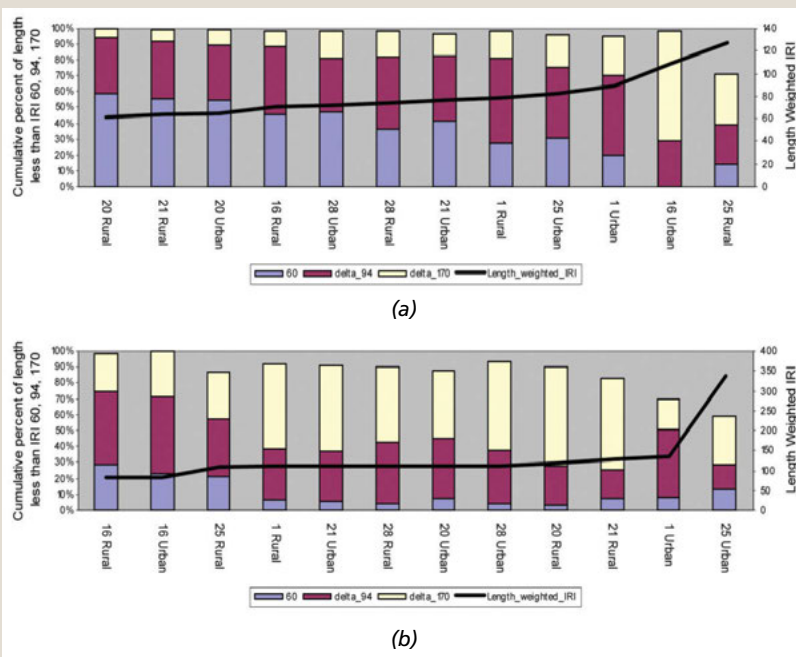 Cumulative percent of length
less than IRI 60, 94, 170
100%
90%
80%
70%
60%
50%
40%
30%
20%
10%
0%
140
120
100
80
60
40
20
0
Length Weighted IRI
20 Rural
21 Rural
20 Urban
16 Rural
28 Urban
28 Rural
21 Urban
1 Rural
25 Urban
1 Urban
16 Urban
25 Rural
60 delta_94 delta_170 Length_weighted_IRI
(a)
Cumulative percent of length
less than IRI 60, 94, 170
100%
90%
80%
70%
60%
50%
40%
30%
20%
10%
0%
400
350
300
250
200
150
100
50
0
Length Weighted IRI
16 Rural
16 Urban
25 Rural
1 Rural
21 Urban
28 Rural
20 Urban
28 Urban
20 Rural
21 Rural
1 Urban
25 Urban
60 delta_94 delta_170 Length_weighted_IRI
(b)